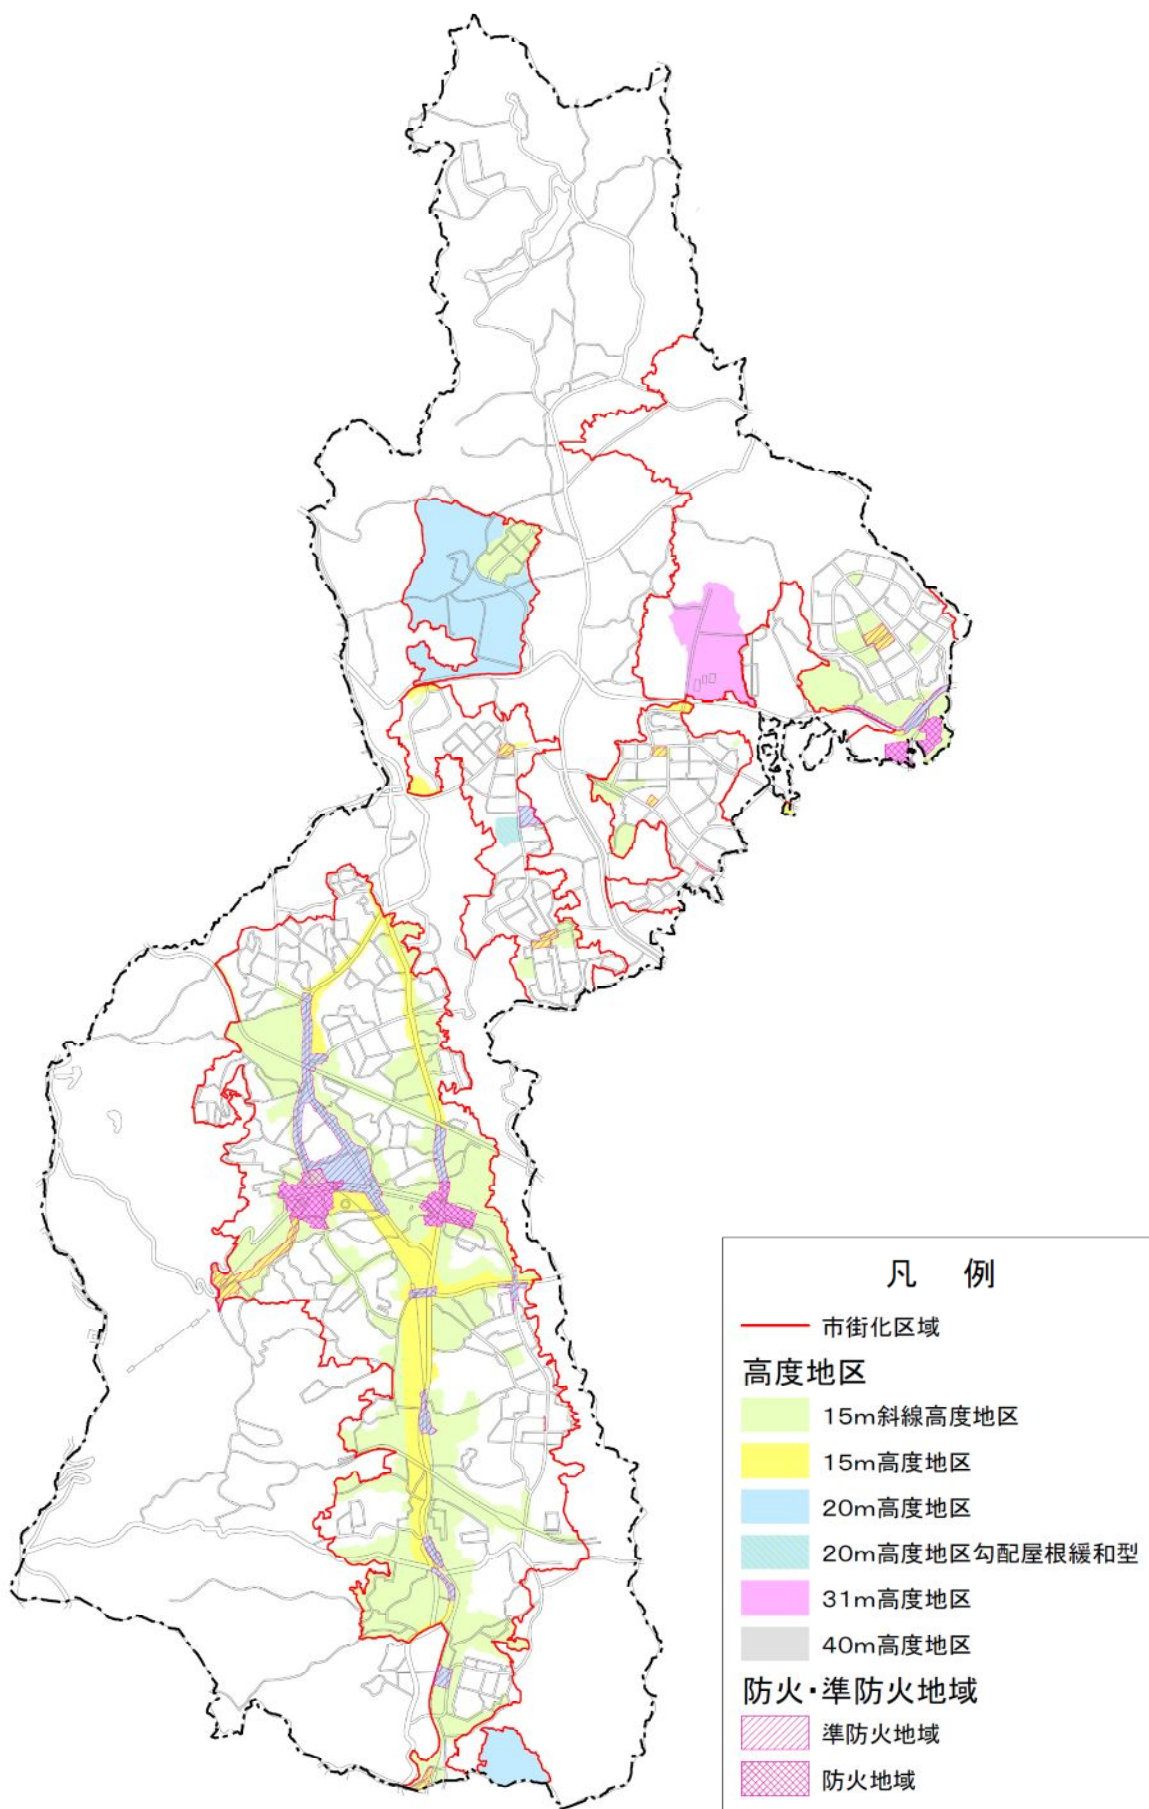 凡　例
市街化区域
高度地区
15m斜線高度地区
15m高度地区
20m高度地区
20m高度地区勾配屋根緩和型
31m高度地区
40m高度地区
防火・準防火地域
準防火地域
防火地域